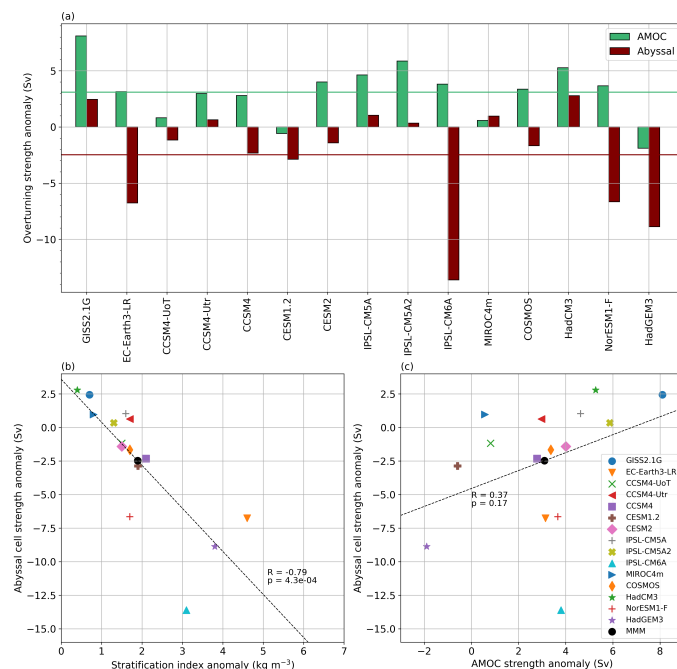 (a)
AMOC
Abyssal
Overturning strength anomaly (Sv)
5
0
−5
−10
GISS2.1G
EC-Earth3-LR
CCSM4-UoT
CCSM4-Utr
CCSM4
CESM1.2
CESM2
IPSL-CM5A
IPSL-CM5A2
IPSL-CM6A
MIROC4m
COSMOS
HadCM3
NorESM1-F
HadGEM3
(b)
Abyssal cell strength anomaly (Sv)
2.5
0.0
−2.5
−5.0
−7.5
−10.0
−12.5
−15.0
R = -0.79
p = 4.3e-04
0
1
2
3
4
5
6
7
Stratification index anomaly (kg m⁻³)
(c)
Abyssal cell strength anomaly (Sv)
2.5
0.0
−2.5
−5.0
−7.5
−10.0
−12.5
−15.0
R = 0.37
p = 0.17
GISS2.1G
EC-Earth3-LR
CCSM4-UoT
CCSM4-Utr
CCSM4
CESM1.2
CESM2
IPSL-CM5A
IPSL-CM5A2
IPSL-CM6A
MIROC4m
COSMOS
HadCM3
NorESM1-F
HadGEM3
MMM
−2
0
2
4
6
8
AMOC strength anomaly (Sv)